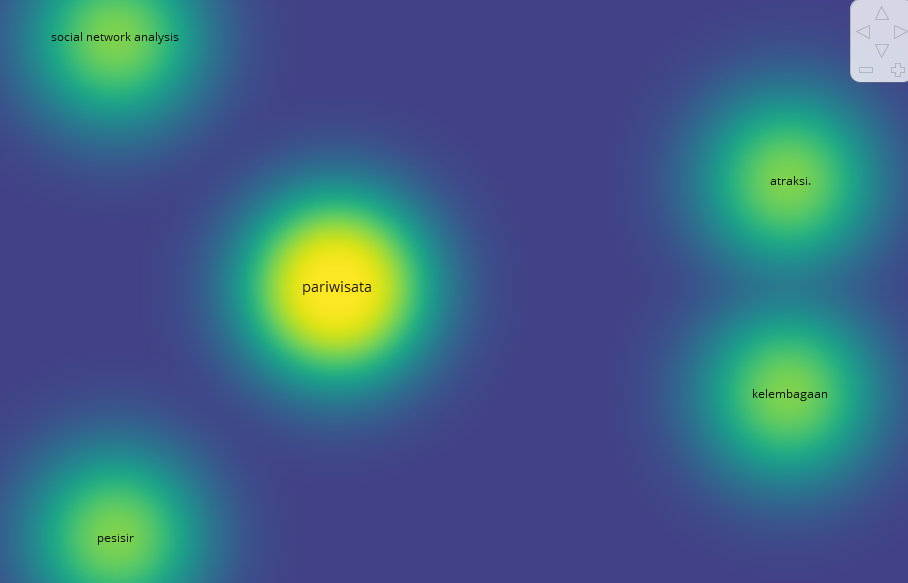 social network analysis
atraksi.
pariwisata
kelembagaan
pesisir